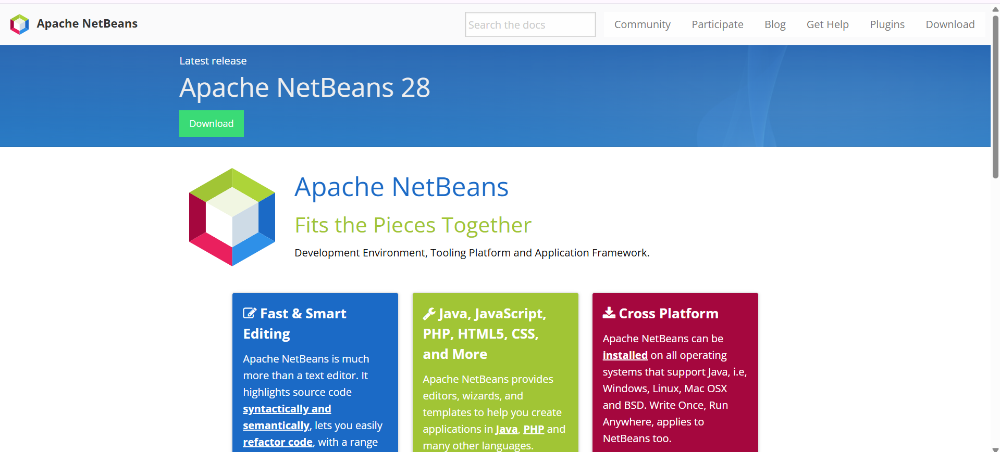 Apache NetBeans
Search the docs
Community
Participate
Blog
Get Help
Plugins
Download
Latest release
Apache NetBeans 28
Download
Apache NetBeans
Fits the Pieces Together
Development Environment, Tooling Platform and Application Framework.
Fast & Smart
Editing
Apache NetBeans is much
more than a text editor. It
highlights source code
syntactically and
semantically, lets you easily
refactor code, with a range
Java, JavaScript,
PHP, HTML5, CSS,
and More
Apache NetBeans provides
editors, wizards, and
templates to help you create
applications in Java, PHP and
many other languages.
Cross Platform
Apache NetBeans can be
installed on all operating
systems that support Java, i.e,
Windows, Linux, Mac OSX
and BSD. Write Once, Run
Anywhere, applies to
NetBeans too.